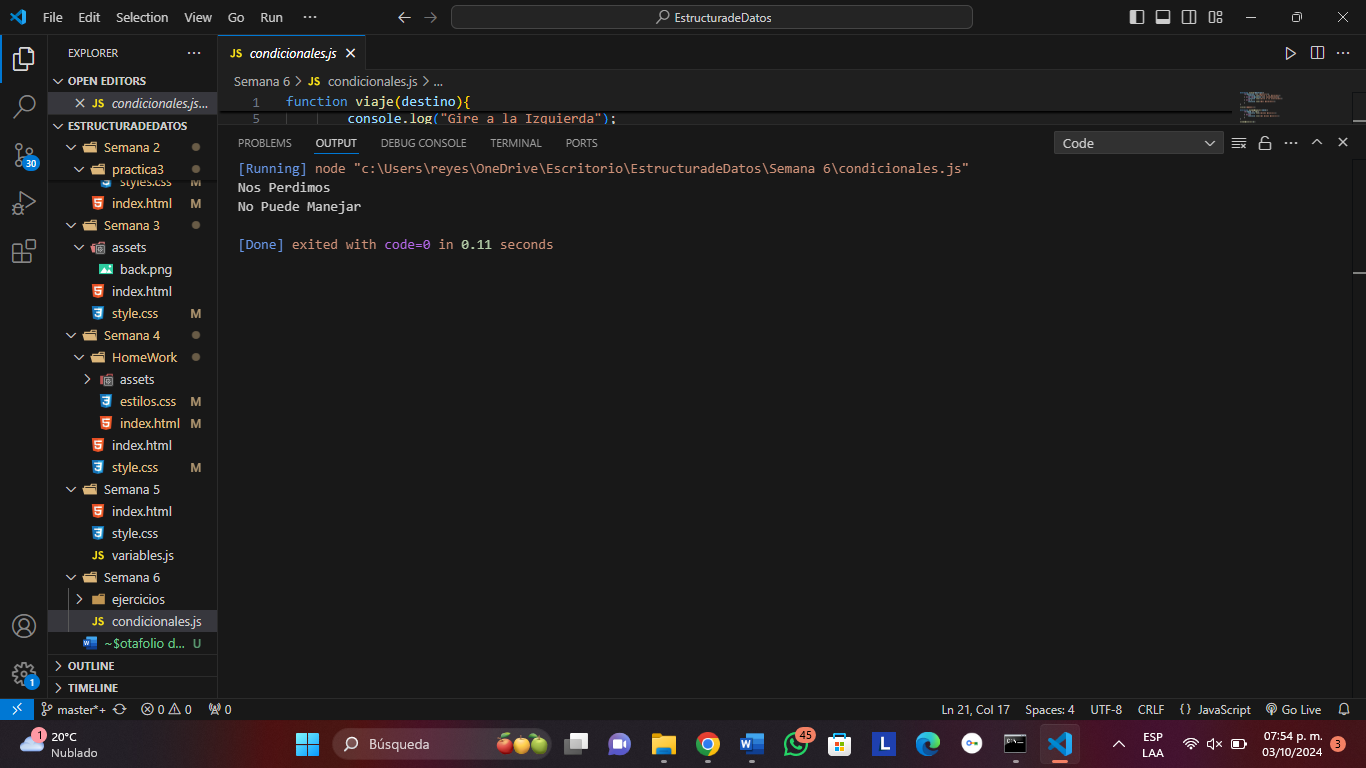 File Edit Selection View Go Run ···
EstructuradeDatos
EXPLORER ···
OPEN EDITORS
JS condicionales.js...
ESTRUCTURADEDATOS
Semana 2
practica3
styles.css M
index.html M
Semana 3
assets
back.png
index.html
style.css M
Semana 4
HomeWork
assets
estilos.css M
index.html M
index.html
style.css M
Semana 5
index.html
style.css
JS variables.js
Semana 6
ejercicios
JS condicionales.js
~$otafolio d... U
OUTLINE
TIMELINE
30
1
JS condicionales.js
Semana 6 > JS condicionales.js > ...
1 function viaje(destino){
5 console.log("Gire a la Izquierda");
PROBLEMS OUTPUT DEBUG CONSOLE TERMINAL PORTS
Code
[Running] node "c:\Users\reyes\OneDrive\Escritorio\EstructuradeDatos\Semana 6\condicionales.js"
Nos Perdimos
No Puede Manejar
[Done] exited with code=0 in 0.11 seconds
master*+ 0 0 0
Ln 21, Col 17 Spaces: 4 UTF-8 CRLF {} JavaScript Go Live
1
20°C
Nublado
Búsqueda
45
L
ESP
LAA
07:54 p. m.
03/10/2024
3